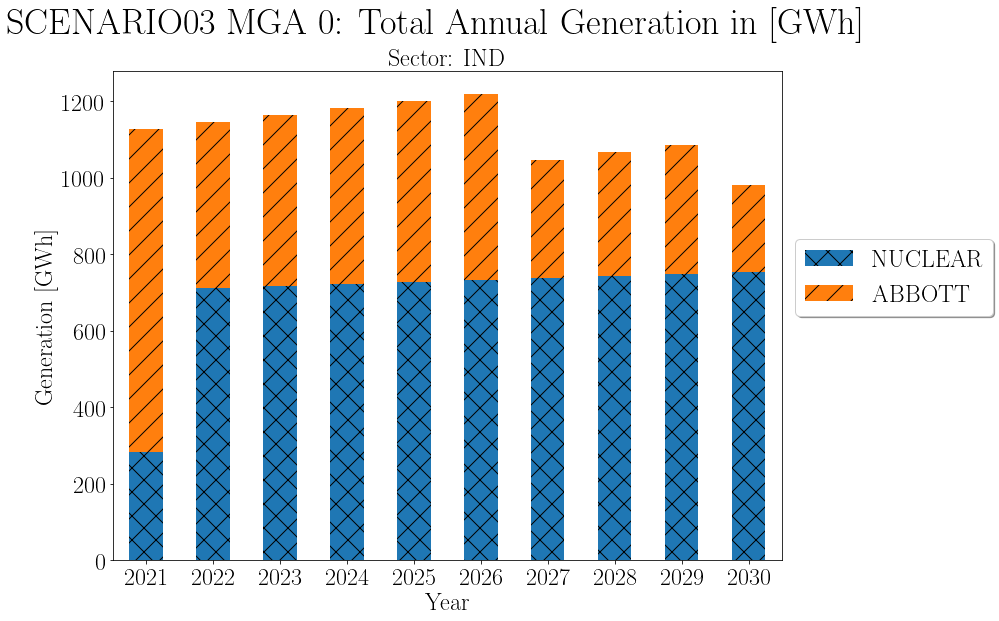 SCENARIO03 MGA 0: Total Annual Generation in [GWh]
Sector: IND
Generation [GWh]
1200
1000
800
600
400
200
0
2021 2022 2023 2024 2025 2026 2027 2028 2029 2030
Year
NUCLEAR
ABBOTT